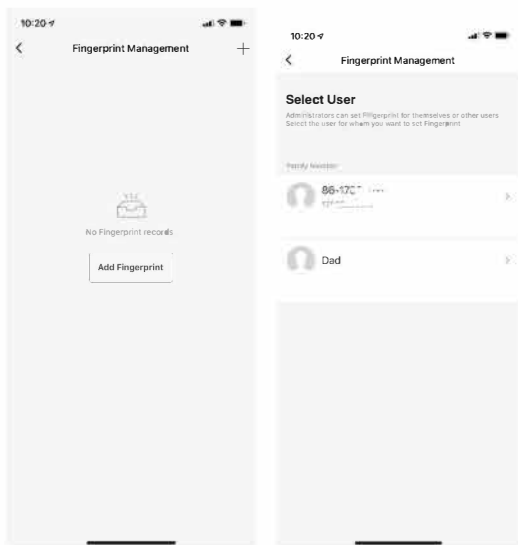 10:20
Fingerprint Management
No Fingerprint records
Add Fingerprint
10:20
Fingerprint Management
Select User
Administrators can set Fingerprint for themselves or other users
Select the user for whom you want to set Fingerprint
Family Member
Dad